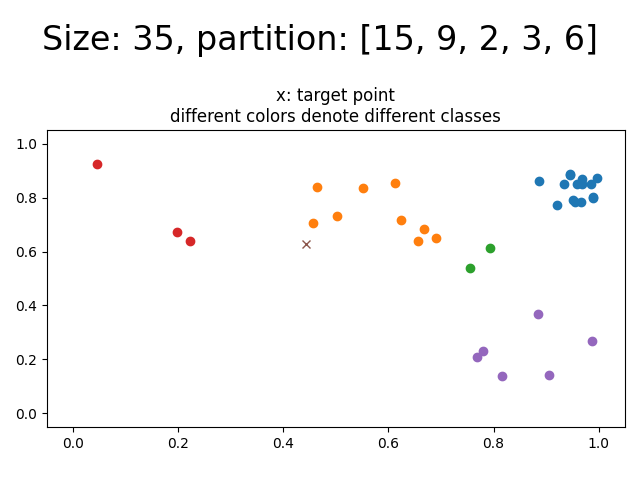 Size: 35, partition: [15, 9, 2, 3, 6]
x: target point
different colors denote different classes
1.0
0.8
0.6
0.4
0.2
0.0
0.0 0.2 0.4 0.6 0.8 1.0